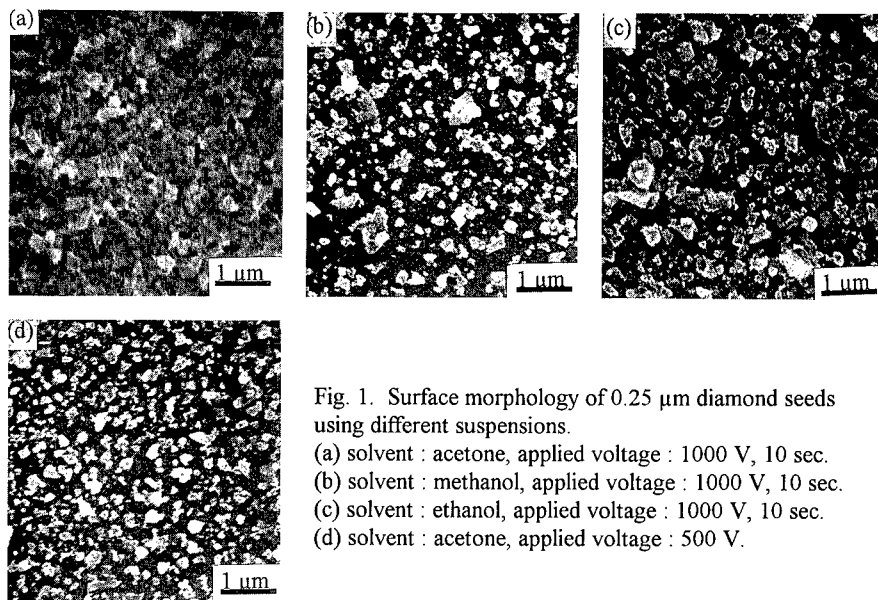 (a)
(b)
(c)
1 μm
1 μm
1 μm
(d)
1 μm
Fig. 1. Surface morphology of 0.25 μm diamond seeds
using different suspensions.
(a) solvent : acetone, applied voltage : 1000 V, 10 sec.
(b) solvent : methanol, applied voltage : 1000 V, 10 sec.
(c) solvent : ethanol, applied voltage : 1000 V, 10 sec.
(d) solvent : acetone, applied voltage : 500 V.